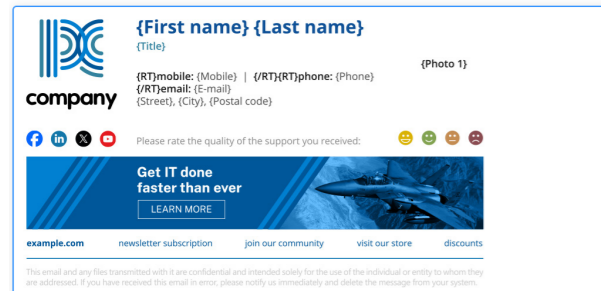 {First name} {Last name}
{Title}
{Photo 1}
{RT}mobile: {Mobile} | {/RT}{RT}phone: {Phone}
{/RT}email: {E-mail}
{Street}, {City}, {Postal code}
company
Please rate the quality of the support you received:
Get IT done
faster than ever
LEARN MORE
example.com newsletter subscription join our community visit our store discounts
This email and any files transmitted with it are confidential and intended solely for the use of the individual or entity to whom they
are addressed. If you have received this email in error, please notify us immediately and delete the message from your system.